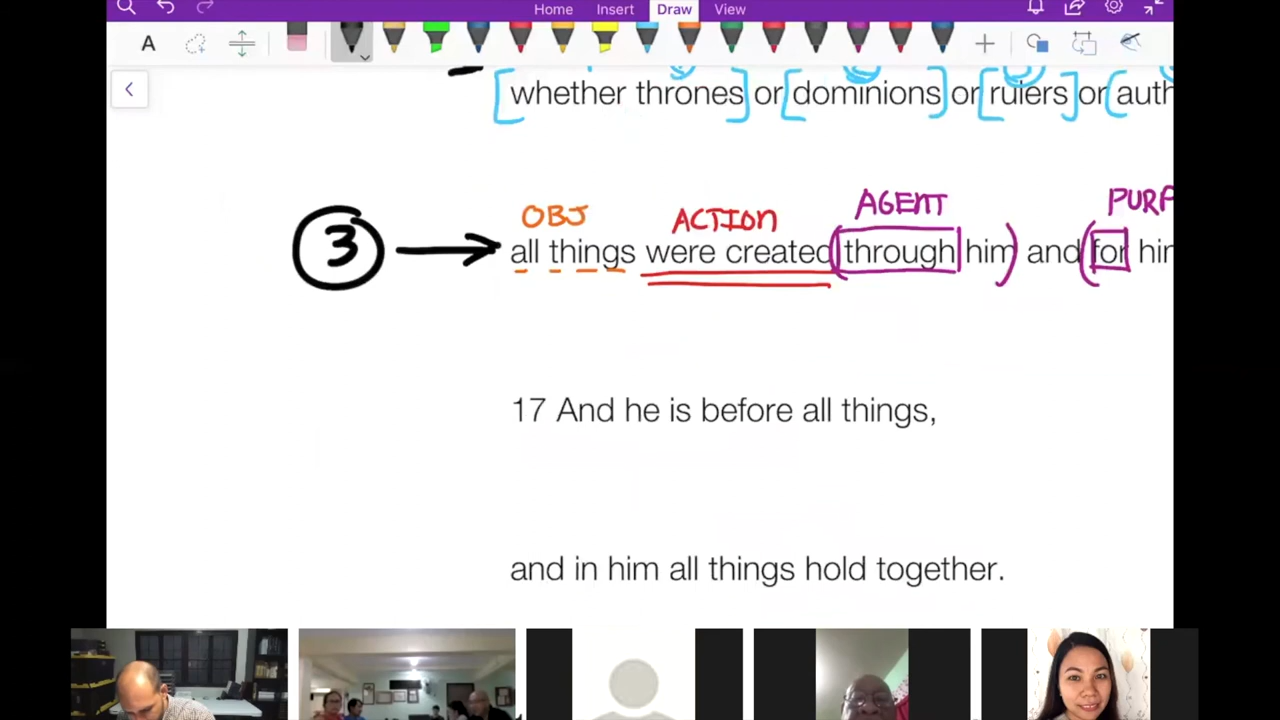 Home Insert Draw View
A
[whether thrones] or [dominions] or [rulers] or (auth
OBJ ACTION AGENT PURP
3 → all things were created (through him) and (for him
17 And he is before all things,
and in him all things hold together.